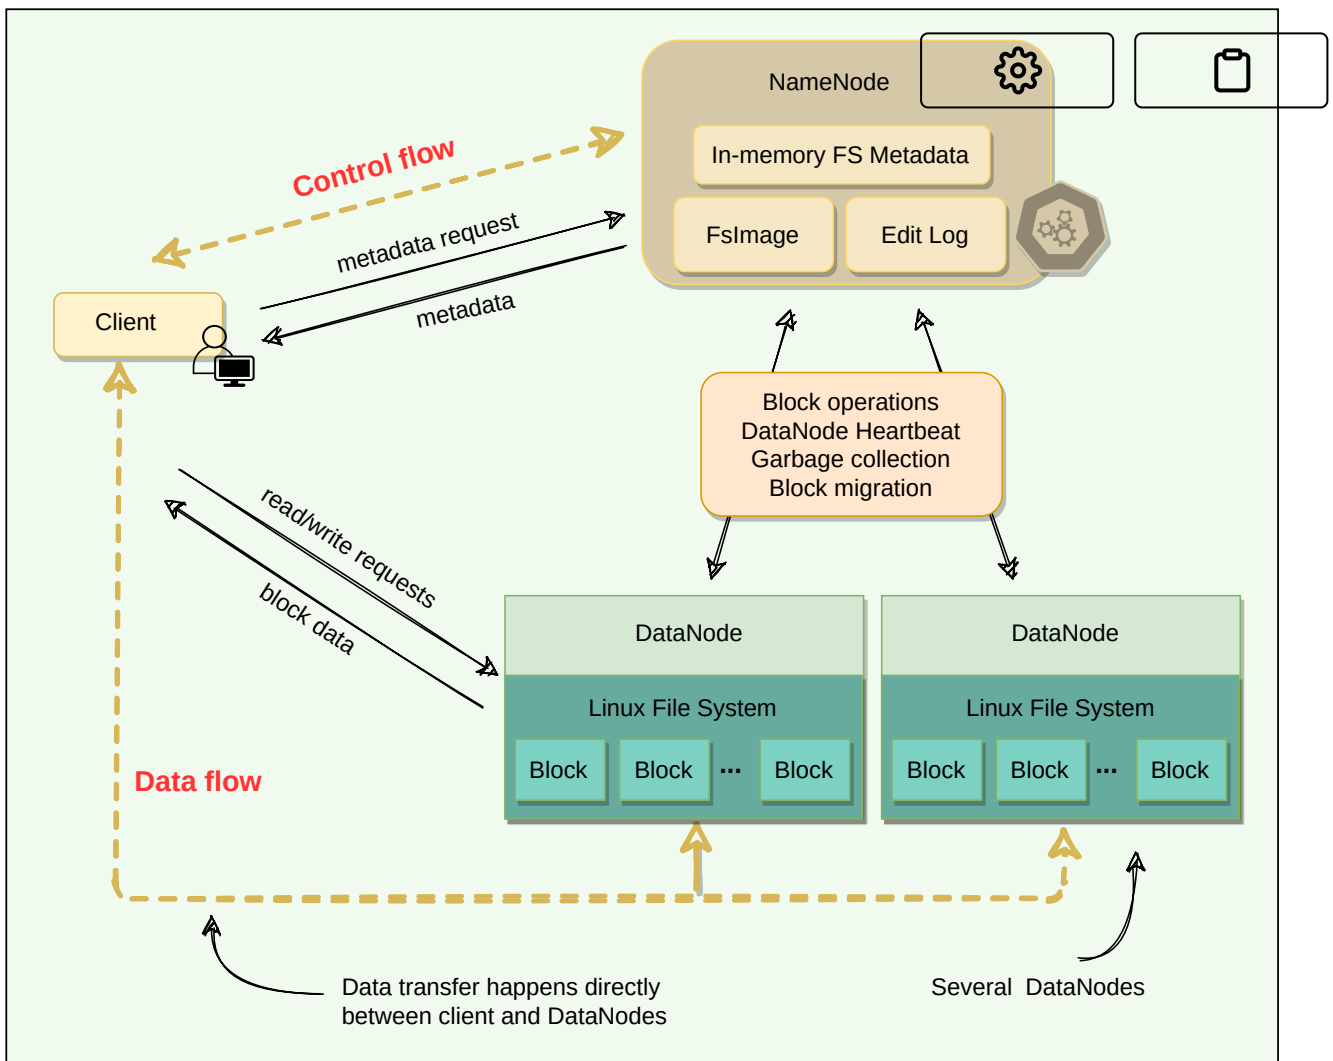 NameNode
In-memory FS Metadata
FsImage
Edit Log
Control flow
metadata request
metadata
Client
Block operations
DataNode Heartbeat
Garbage collection
Block migration
read/write requests
block data
DataNode
Linux File System
Block
Block
...
Block
DataNode
Linux File System
Block
Block
...
Block
Data flow
Data transfer happens directly
between client and DataNodes
Several DataNodes